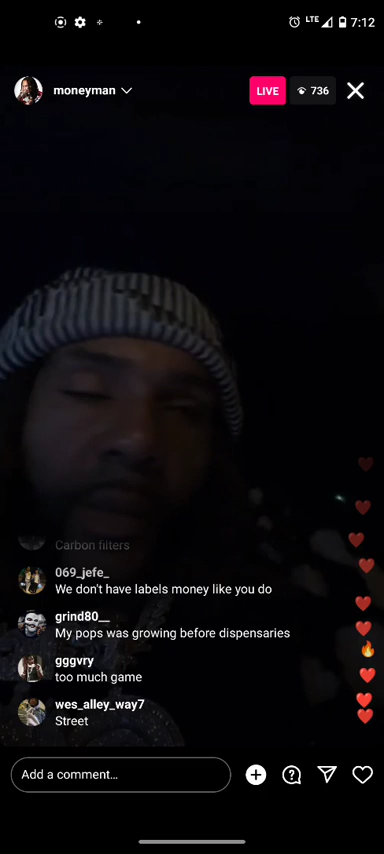 LTE 7:12
moneyman LIVE 736
Carbon filters
069_jefe_
We don't have labels money like you do
grind80__
My pops was growing before dispensaries
gggvry
too much game
wes_alley_way7
Street
Add a comment...